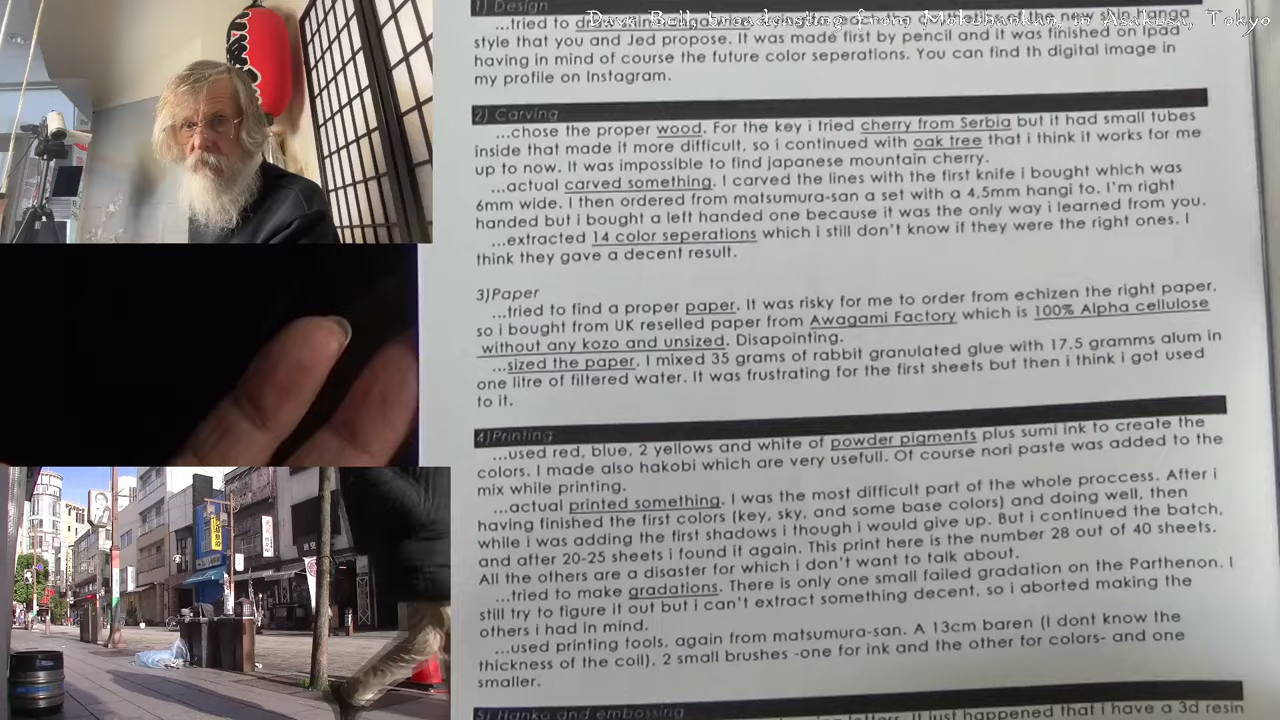 Dave Bull, broadcasting from Mokuhankan, in Asakusa, Tokyo
1) Design
...tried to
style that you and Jed propose. It was made first by pencil and it was finished on Ipad
having in mind of course the future color seperations. You can find th digital image in
my profile on Instagram.
2) Carving
...chose the proper wood. For the key i tried cherry from Serbia but it had small tubes
inside that made it more difficult, so i continued with oak tree that i think it works for me
up to now. It was impossible to find japanese mountain cherry.
...actual carved something. I carved the lines with the first knife i bought which was
6mm wide. I then ordered from matsumura-san a set with a 4,5mm hangi to. I'm right
handed but i bought a left handed one because it was the only way i learned from you.
...extracted 14 color seperations which i still don't know if they were the right ones. I
think they gave a decent result.
3)Paper
...tried to find a proper paper. It was risky for me to order from echizen the right paper,
so i bought from UK reselled paper from Awagami Factory which is 100% Alpha cellulose
without any kozo and unsized. Disapointing.
...sized the paper. I mixed 35 grams of rabbit granulated glue with 17.5 gramms alum in
one litre of filtered water. It was frustrating for the first sheets but then i think i got used
to it.
4)Printing
...used red, blue, 2 yellows and white of powder pigments plus sumi ink to create the
colors. I made also hakobi which are very usefull. Of course nori paste was added to the
mix while printing.
...actual printed something. I was the most difficult part of the whole proccess. After i
having finished the first colors (key, sky, and some base colors) and doing well, then
while i was adding the first shadows i though i would give up. But i continued the batch,
and after 20-25 sheets i found it again. This print here is the number 28 out of 40 sheets.
All the others are a disaster for which i don't want to talk about.
...tried to make gradations. There is only one small failed gradation on the Parthenon. I
still try to figure it out but i can't extract something decent, so i aborted making the
others i had in mind.
...used printing tools, again from matsumura-san. A 13cm baren (I dont know the
thickness of the coil), 2 small brushes -one for ink and the other for colors- and one
smaller.
5) Hanko and embossing
letters. It just happened that i have a 3d resin